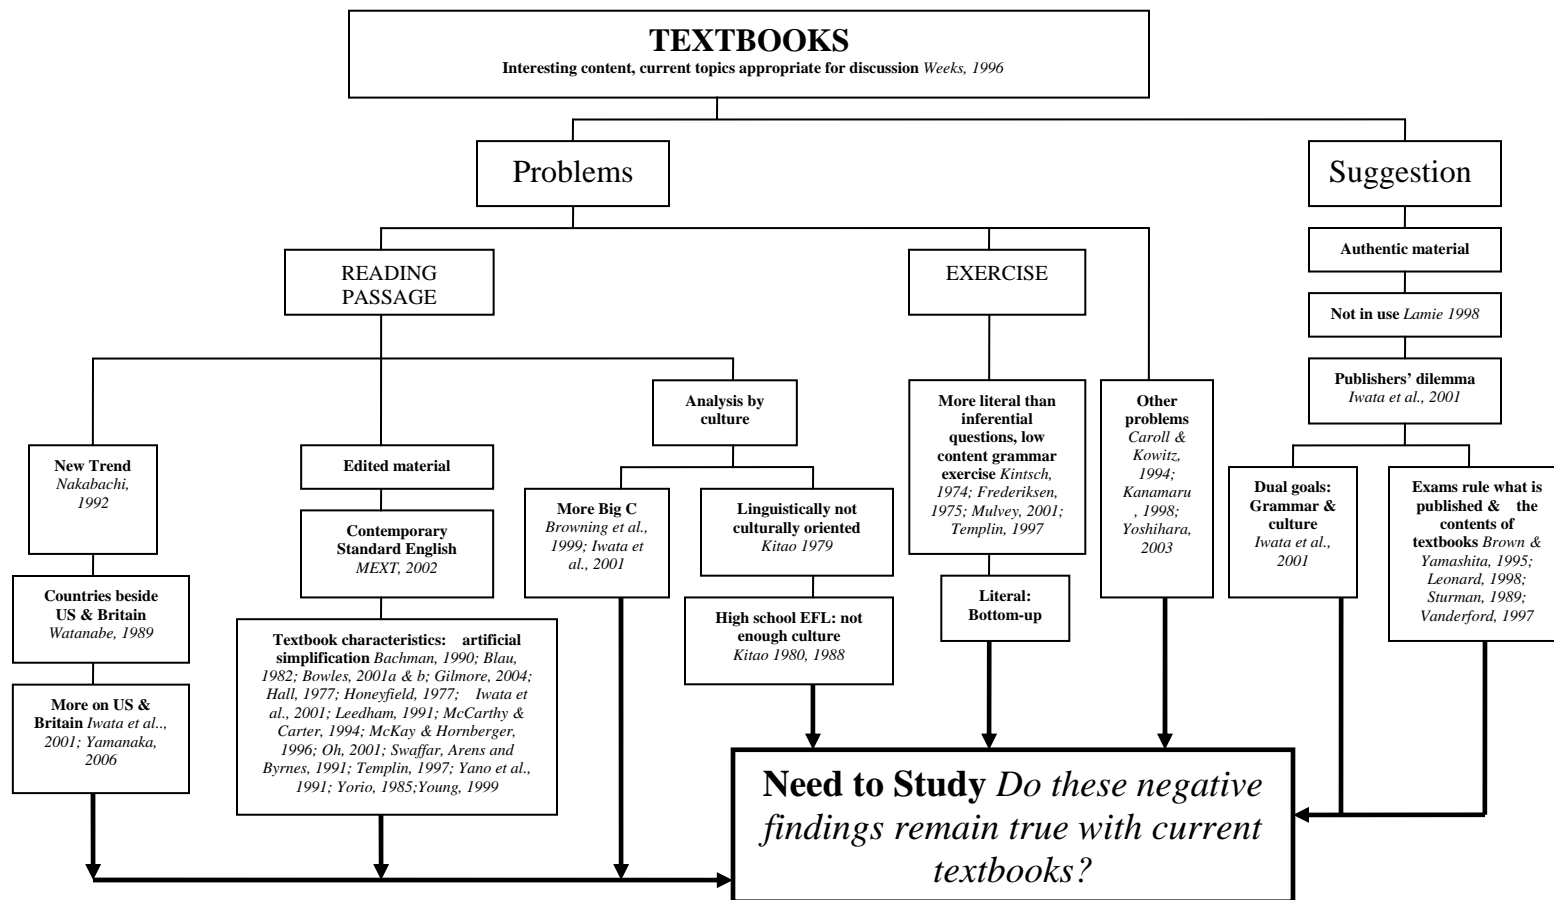 TEXTBOOKS
Interesting content, current topics appropriate for discussion Weeks, 1996
Problems
Suggestion
READING
PASSAGE
EXERCISE
Authentic material
Not in use Lamie 1998
Publishers’ dilemma
Iwata et al., 2001
New Trend
Nakabachi,
1992
Countries beside
US & Britain
Watanabe, 1989
More on US &
Britain Iwata et al..,
2001; Yamanaka,
2006
Edited material
Contemporary
Standard English
MEXT, 2002
Textbook characteristics: artificial
simplification Bachman, 1990; Blau,
1982; Bowles, 2001a & b; Gilmore, 2004;
Hall, 1977; Honeyfield, 1977; Iwata et
al., 2001; Leedham, 1991; McCarthy &
Carter, 1994; McKay & Hornberger,
1996; Oh, 2001; Swaffar, Arens and
Byrnes, 1991; Templin, 1997; Yano et al.,
1991; Yorio, 1985;Young, 1999
Analysis by
culture
More Big C
Browning et al.,
1999; Iwata et
al., 2001
Linguistically not
culturally oriented
Kitao 1979
High school EFL: not
enough culture
Kitao 1980, 1988
More literal than
inferential
questions, low
content grammar
exercise Kintsch,
1974; Frederiksen,
1975; Mulvey, 2001;
Templin, 1997
Literal:
Bottom-up
Other
problems
Caroll &
Kowitz,
1994;
Kanamaru
, 1998;
Yoshihara,
2003
Dual goals:
Grammar &
culture
Iwata et al.,
2001
Exams rule what is
published & the
contents of
textbooks Brown &
Yamashita, 1995;
Leonard, 1998;
Sturman, 1989;
Vanderford, 1997
Need to Study Do these negative
findings remain true with current
textbooks?